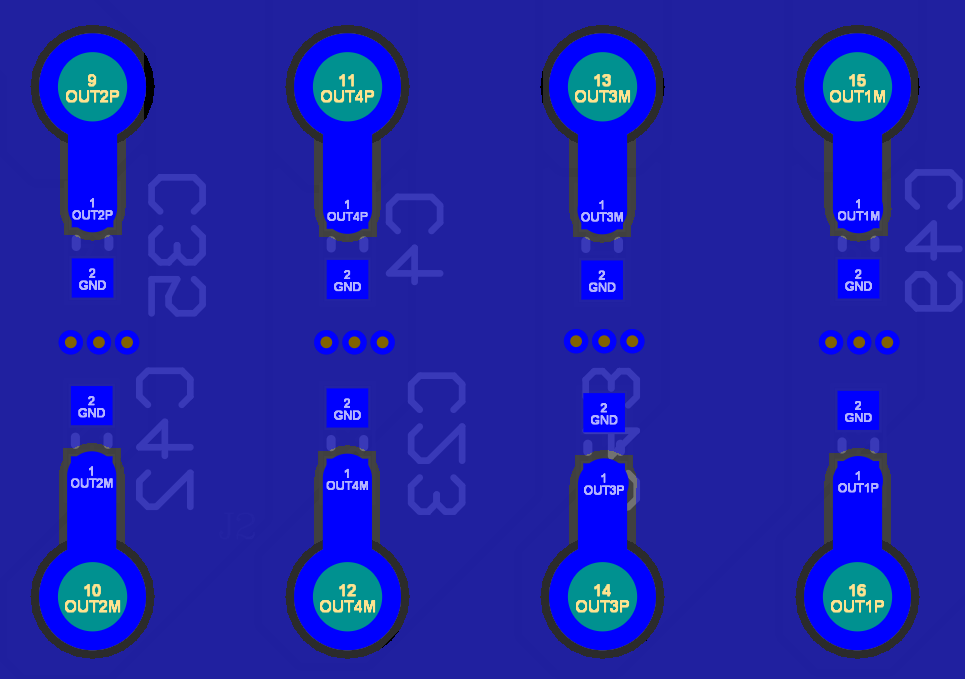 9
OUT2P
11
OUT4P
13
OUT3M
15
OUT1M
1
OUT2P
1
OUT4P
1
OUT3M
1
OUT1M
C32
C4
C49
2
GND
2
GND
2
GND
2
GND
2
GND
2
GND
2
GND
2
GND
C42
C23
1
OUT2M
1
OUT4M
1
OUT3P
1
OUT1P
10
OUT2M
12
OUT4M
14
OUT3P
16
OUT1P